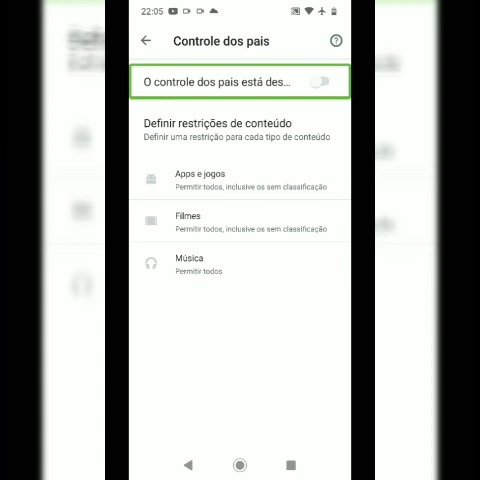 22:05
Controle dos pais
O controle dos pais está des...
Definir restrições de conteúdo
Definir uma restrição para cada tipo de conteúdo
Apps e jogos
Permitir todos, inclusive os sem classificação
Filmes
Permitir todos, inclusive os sem classificação
Música
Permitir todos